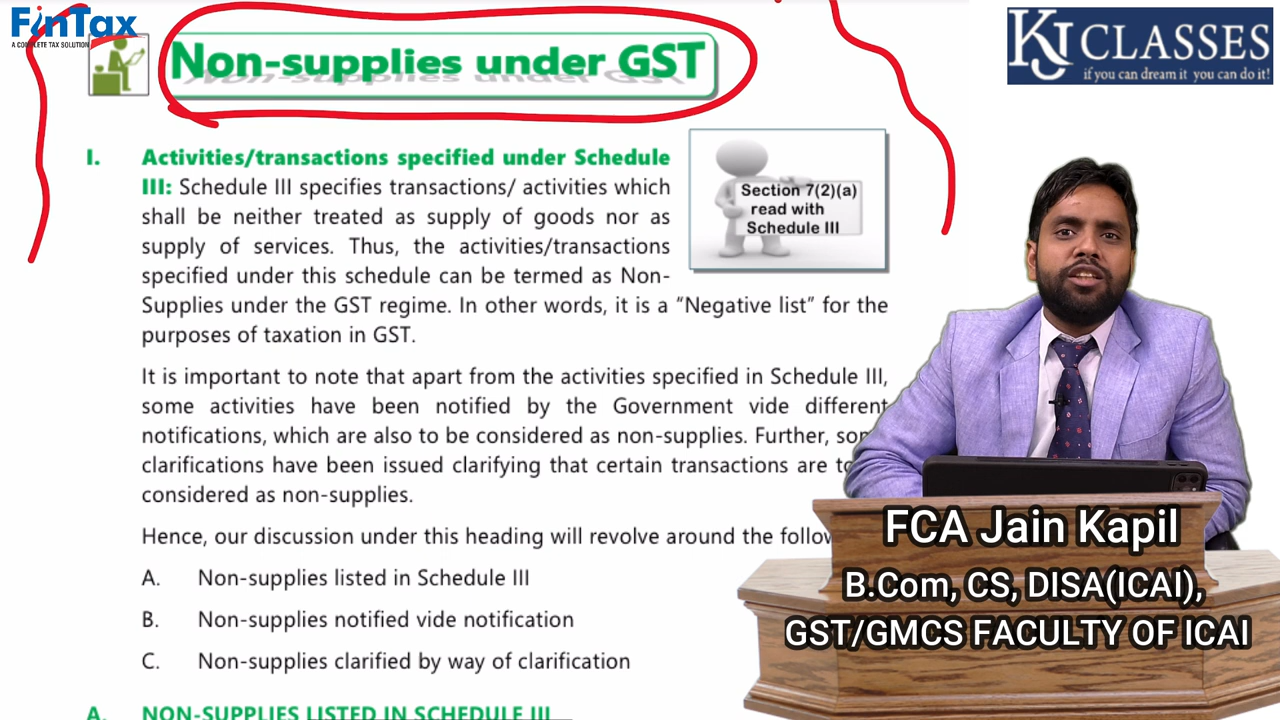 FinTax
A COMPLETE TAX SOLUTION
KJ CLASSES
if you can dream it you can do it!
Non-supplies under GST
I. Activities/transactions specified under Schedule
III: Schedule III specifies transactions/ activities which
shall be neither treated as supply of goods nor as
supply of services. Thus, the activities/transactions
specified under this schedule can be termed as Non-
Supplies under the GST regime. In other words, it is a “Negative list” for the
purposes of taxation in GST.
Section 7(2)(a)
read with
Schedule III
It is important to note that apart from the activities specified in Schedule III,
some activities have been notified by the Government vide different
notifications, which are also to be considered as non-supplies. Further,
clarifications have been issued clarifying that certain transactions are
considered as non-supplies.
Hence, our discussion under this heading will revolve around the
A. Non-supplies listed in Schedule III
B. Non-supplies notified vide notification
C. Non-supplies clarified by way of clarification
A. NON-SUPPLIES LISTED IN SCHEDULE III
FCA Jain Kapil
B.Com, CS, DISA(ICAI),
GST/GMCS FACULTY OF ICAI